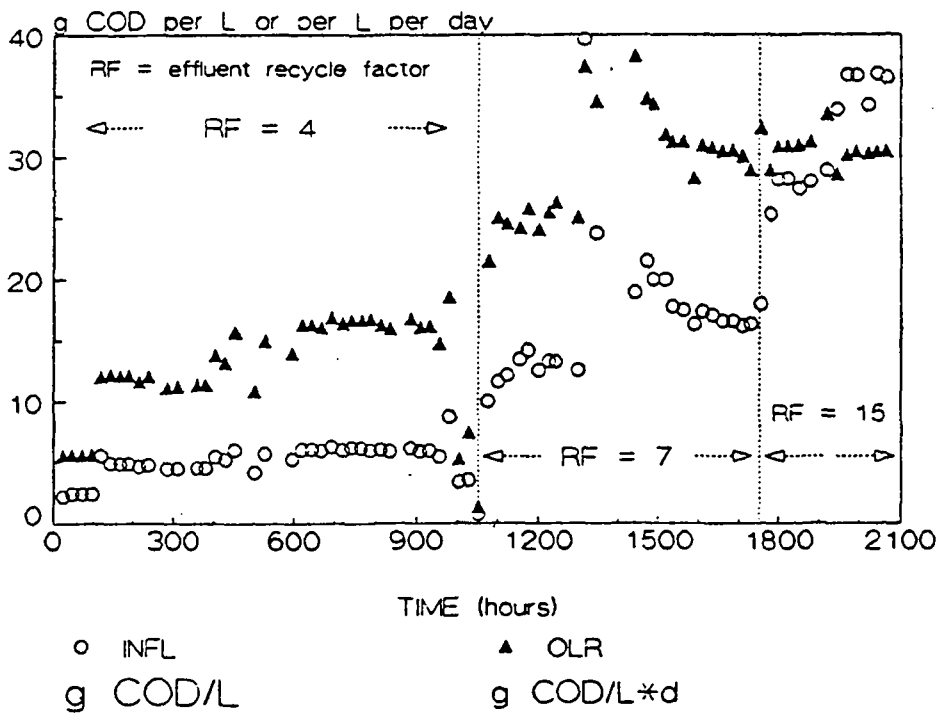 g COD per L or per L per day
40
30
20
10
0
RF = effluent recycle factor
RF = 4
RF = 7
RF = 15
0 300 600 900 1200 1500 1800 2100
TIME (hours)
INFL OLR
g COD/L g COD/L*d